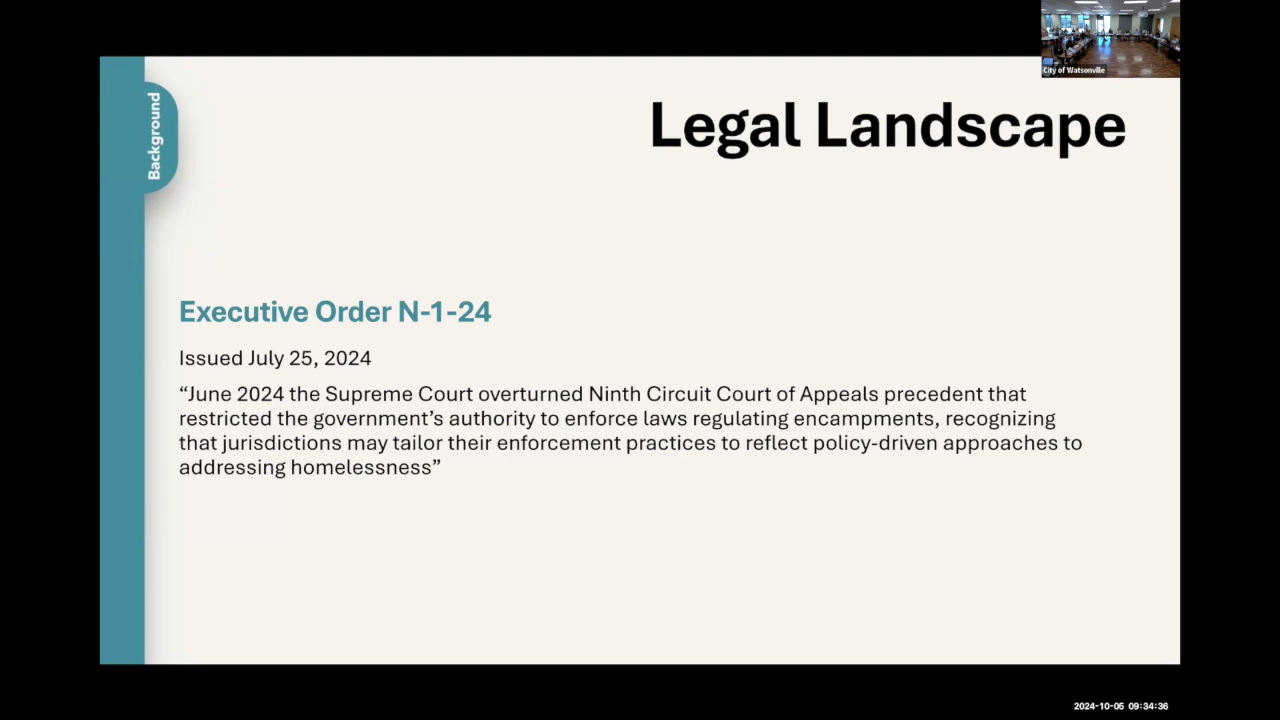 City of Watsonville
Background
Legal Landscape
Executive Order N-1-24
Issued July 25, 2024
“June 2024 the Supreme Court overturned Ninth Circuit Court of Appeals precedent that
restricted the government’s authority to enforce laws regulating encampments, recognizing
that jurisdictions may tailor their enforcement practices to reflect policy-driven approaches to
addressing homelessness”
2024-10-05 09:34:36